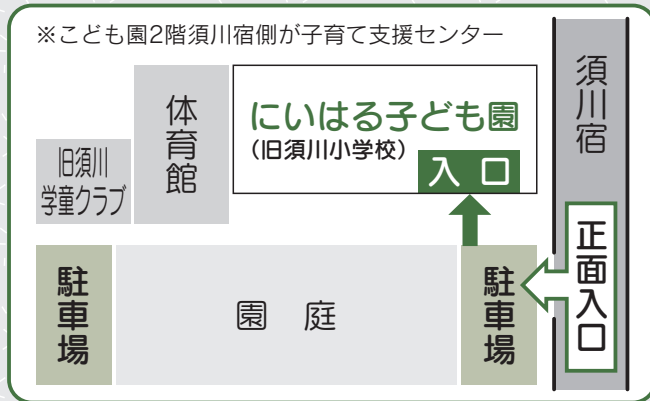 ※こども園2階須川宿側が子育て支援センター
須川宿
体育館
にいはる子ども園
(旧須川小学校)
入口
旧須川
学童クラブ
正面入口
駐車場
園庭
駐車場